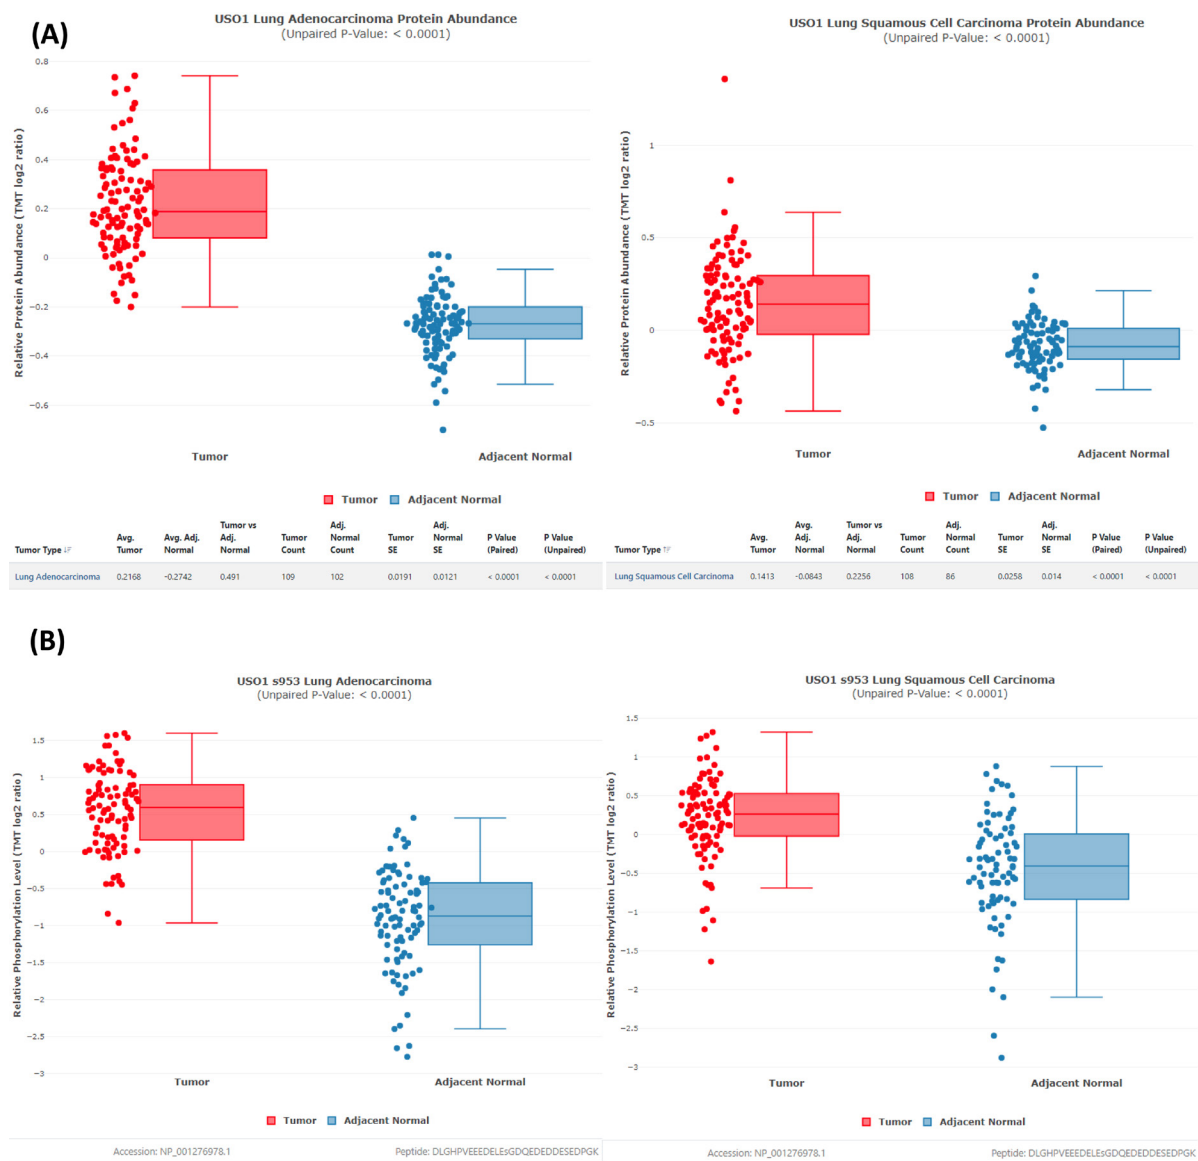 (A)
USO1 Lung Adenocarcinoma Protein Abundance
(Unpaired P-Value: < 0.0001)
Relative Protein Abundance (TMT log2 ratio)
0.8
0.6
0.4
0.2
0
−0.2
−0.4
−0.6
Tumor
Adjacent Normal
Tumor Adjacent Normal
Tumor Type Avg. Tumor Avg. Adj. Normal Tumor vs Adj. Normal Tumor Count Adj. Normal Count Tumor SE Adj. Normal SE P Value (Paired) P Value (Unpaired)
Lung Adenocarcinoma 0.2168 -0.2742 0.491 109 102 0.0191 0.0121 < 0.0001 < 0.0001
USO1 Lung Squamous Cell Carcinoma Protein Abundance
(Unpaired P-Value: < 0.0001)
Relative Protein Abundance (TMT log2 ratio)
1
0.5
0
−0.5
Tumor
Adjacent Normal
Tumor Adjacent Normal
Tumor Type Avg. Tumor Avg. Adj. Normal Tumor vs Adj. Normal Tumor Count Adj. Normal Count Tumor SE Adj. Normal SE P Value (Paired) P Value (Unpaired)
Lung Squamous Cell Carcinoma 0.1413 -0.0843 0.2256 108 86 0.0258 0.014 < 0.0001 < 0.0001
(B)
USO1 s953 Lung Adenocarcinoma
(Unpaired P-Value: < 0.0001)
Relative Phosphorylation Level (TMT log2 ratio)
1.5
1
0.5
0
−0.5
−1
−1.5
−2
−2.5
−3
Tumor
Adjacent Normal
Tumor Adjacent Normal
Accession: NP_001276978.1 Peptide: DLGHPVEEEDELEsGDQEDEDDESEDPGK
USO1 s953 Lung Squamous Cell Carcinoma
(Unpaired P-Value: < 0.0001)
Relative Phosphorylation Level (TMT log2 ratio)
1.5
1
0.5
0
−0.5
−1
−1.5
−2
−2.5
−3
Tumor
Adjacent Normal
Tumor Adjacent Normal
Accession: NP_001276978.1 Peptide: DLGHPVEEEDELEsGDQEDEDDESEDPGK